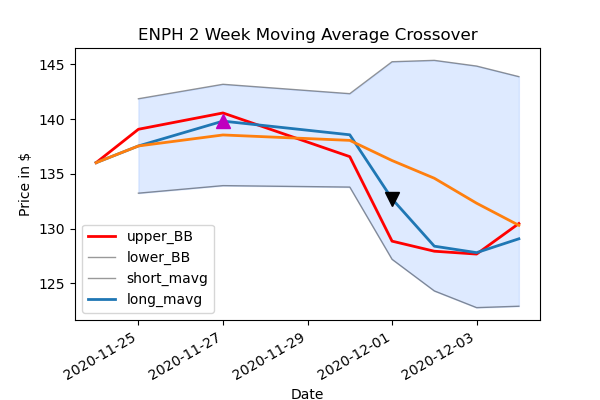 ENPH 2 Week Moving Average Crossover
145
140
135
130
125
Price in $
upper_BB
lower_BB
short_mavg
long_mavg
2020-11-25
2020-11-27
2020-11-29
2020-12-01
2020-12-03
Date